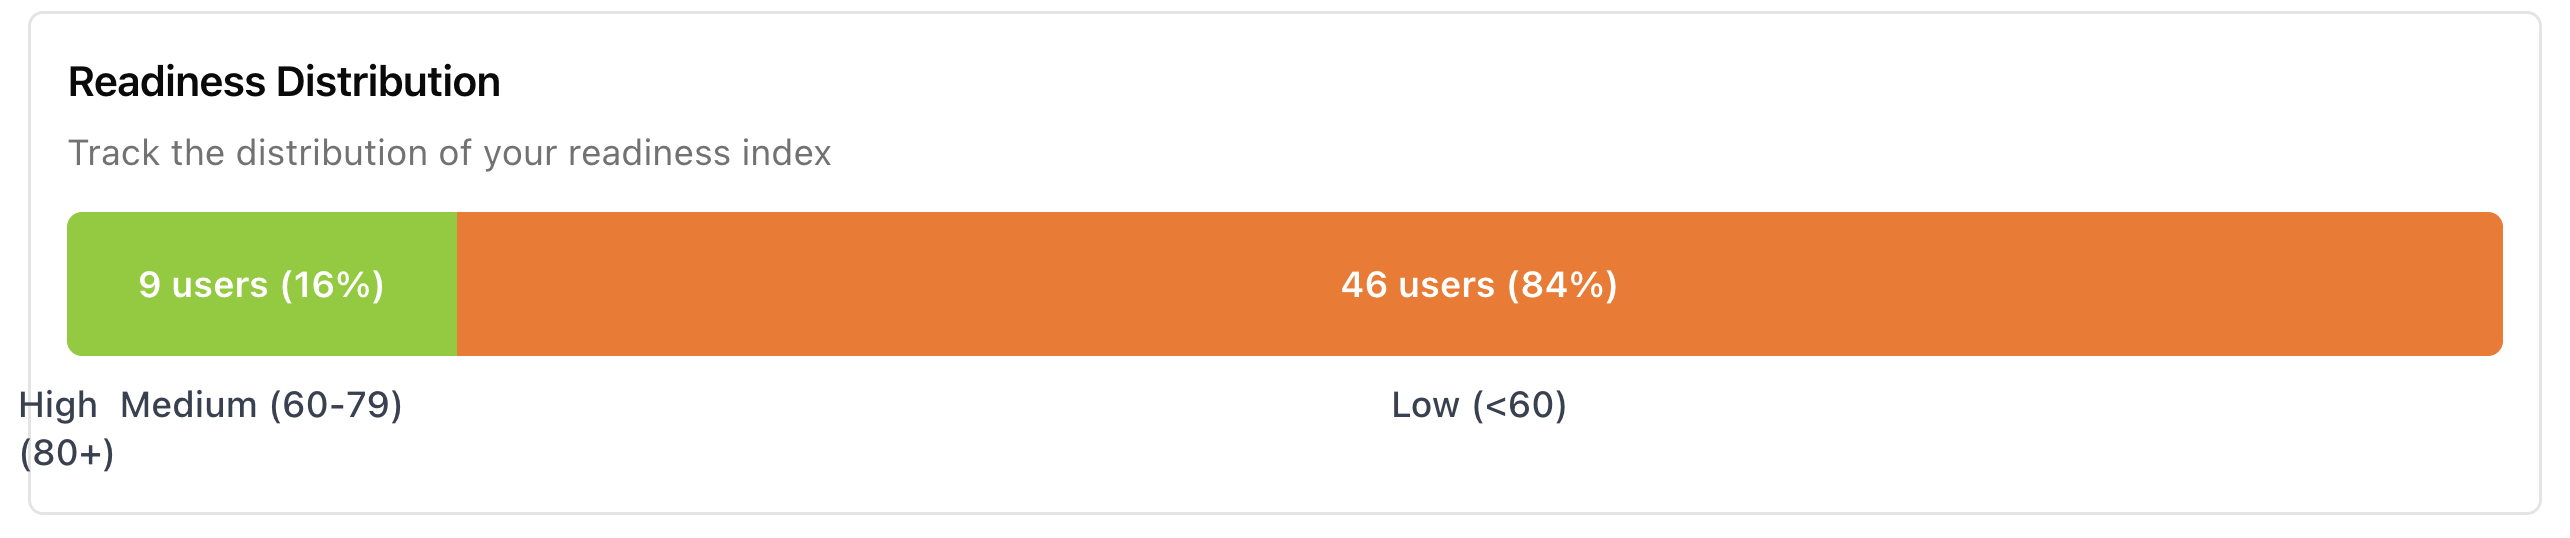 Readiness Distribution
Track the distribution of your readiness index
9 users (16%)
46 users (84%)
High
(80+)
Medium (60-79)
Low (<60)